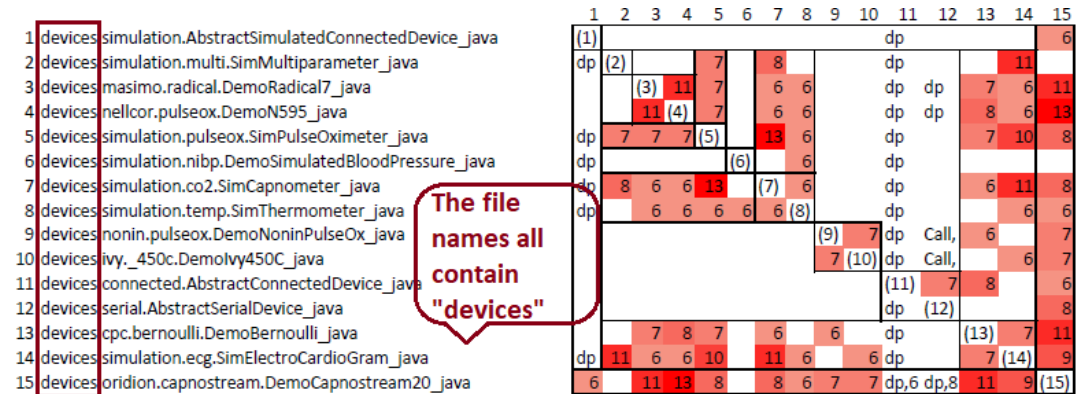 1 2 3 4 5 6 7 8 9 10 11 12 13 14 15
1 devices simulation.AbstractSimulatedConnectedDevice_java (1) dp 6
2 devices simulation.multi.SimMultiparameter_java dp (2) 7 8 dp 11
3 devices masimo.radical.DemoRadical7_java (3) 11 7 6 6 dp dp 7 6 11
4 devices nellcor.pulseox.DemoN595_java 11 (4) 7 6 6 dp dp 8 6 13
5 devices simulation.pulseox.SimPulseOximeter_java dp 7 7 7 (5) 13 6 dp 7 10 8
6 devices simulation.nibp.DemoSimulatedBloodPressure_java dp (6) 6 dp
7 devices simulation.co2.SimCapnometer_java dp 8 6 6 13 (7) 6 dp 6 11 8
8 devices simulation.temp.SimThermometer_java dp 6 6 6 6 6 (8) dp 6 6
9 devices nonin.pulseox.DemoNoninPulseOx_java (9) 7 dp Call, 6 7
10 devices ivy._450c.DemoIvy450C_java 7 (10) dp Call, 6 7
11 devices connected.AbstractConnectedDevice_java (11) 7 8 6
12 devices serial.AbstractSerialDevice_java dp (12) 8
13 devices cpc.bernoulli.DemoBernoulli_java 7 8 7 6 6 dp (13) 7 11
14 devices simulation.ecg.SimElectroCardioGram_java dp 11 6 6 10 11 6 6 dp 7 (14) 9
15 devices oridion.capnostream.DemoCapnostream20_java 6 11 13 8 8 6 7 7 dp,6 dp,8 11 9 (15)
The file
names all
contain
"devices"